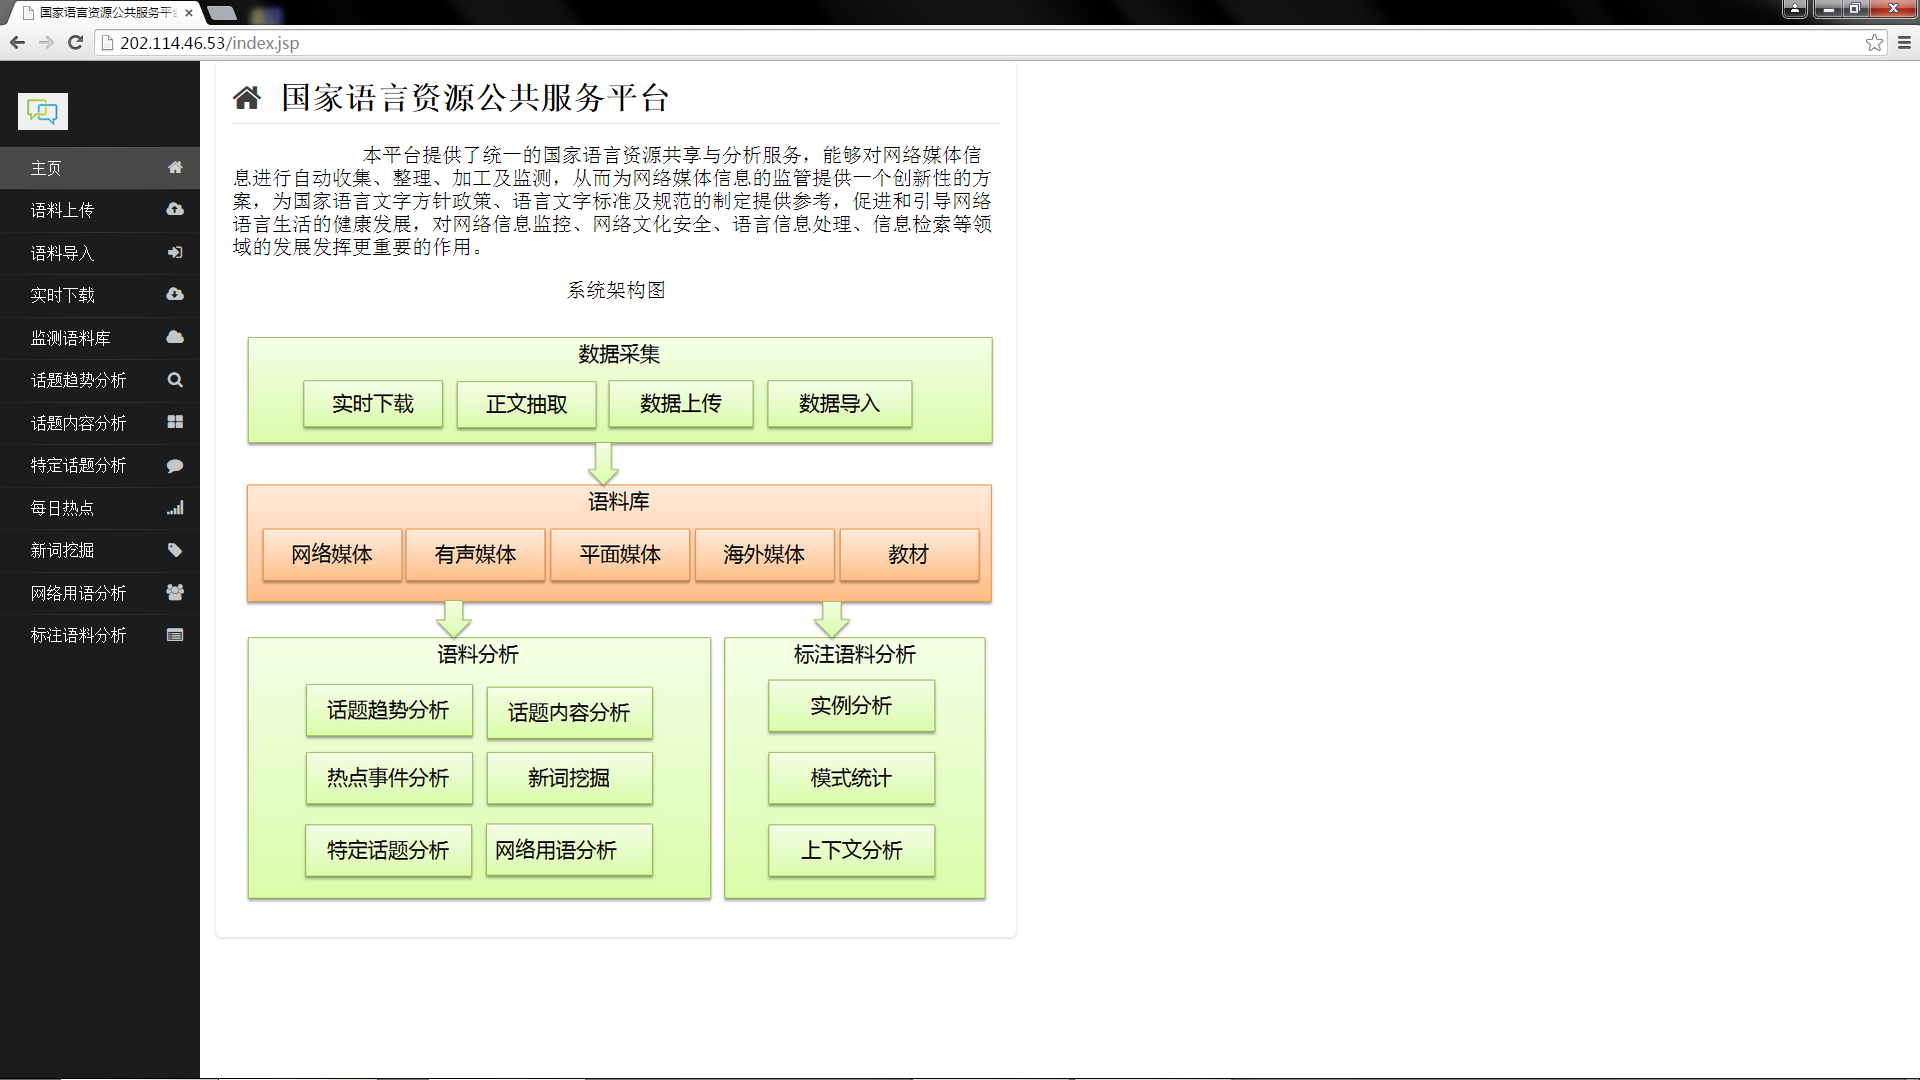 国家语言资源公共服务平台
202.114.46.53/index.jsp
主页
语料上传
语料导入
实时下载
监测语料库
话题趋势分析
话题内容分析
特定话题分析
每日热点
新词挖掘
网络用语分析
标注语料分析
国家语言资源公共服务平台
本平台提供了统一的国家语言资源共享与分析服务，能够对网络媒体信
息进行自动收集、整理、加工及监测，从而为网络媒体信息的监管提供一个创新性的方
案，为国家语言文字方针政策、语言文字标准及规范的制定提供参考，促进和引导网络
语言生活的健康发展，对网络信息监控、网络文化安全、语言信息处理、信息检索等领
域的发展发挥更重要的作用。
系统架构图
数据采集
实时下载 正文抽取 数据上传 数据导入
语料库
网络媒体 有声媒体 平面媒体 海外媒体 教材
语料分析
话题趋势分析 话题内容分析
热点事件分析 新词挖掘
特定话题分析 网络用语分析
标注语料分析
实例分析
模式统计
上下文分析